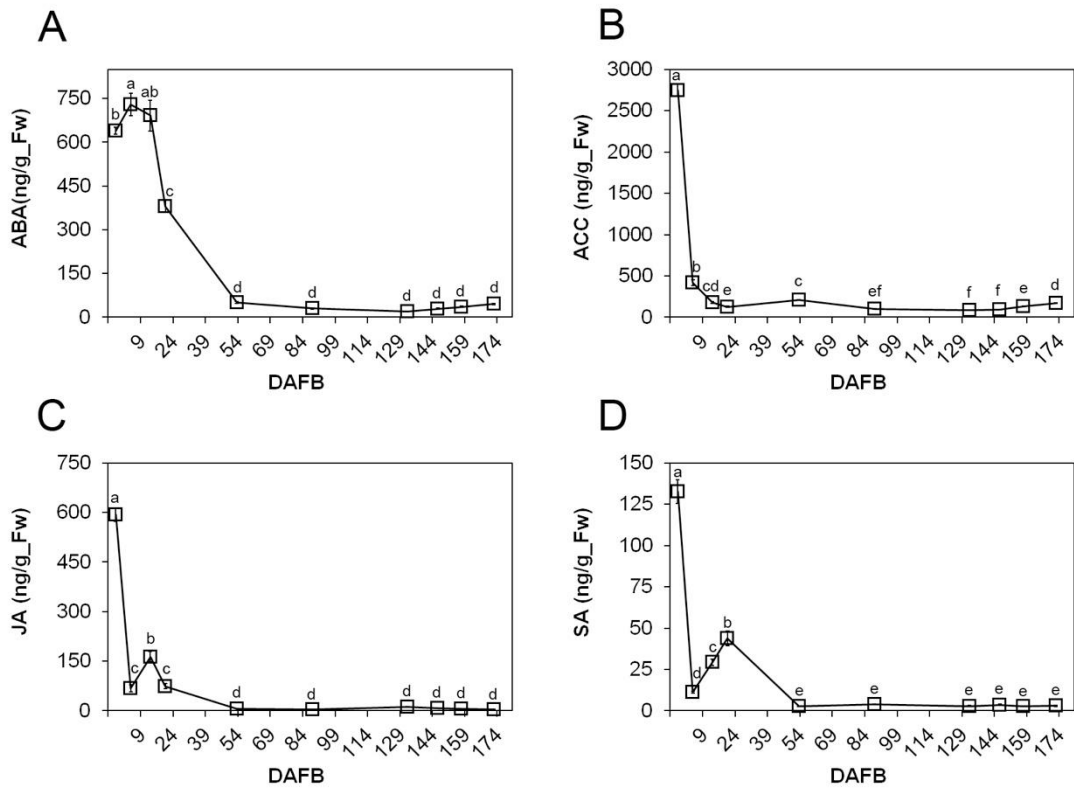 A
ABA(ng/g_Fw)
750
600
450
300
150
0
b
a
ab
c
d
d
d
d
d
d
9 24 39 54 69 84 99 114 129 144 159 174
DAFB
B
ACC (ng/g_Fw)
3000
2500
2000
1500
1000
500
0
a
b
cd
e
c
ef
f
f
e
d
9 24 39 54 69 84 99 114 129 144 159 174
DAFB
C
JA (ng/g_Fw)
750
600
450
300
150
0
a
c
b
c
d
d
d
d
d
d
9 24 39 54 69 84 99 114 129 144 159 174
DAFB
D
SA (ng/g_Fw)
150
125
100
75
50
25
0
a
d
c
b
e
e
e
e
e
e
9 24 39 54 69 84 99 114 129 144 159 174
DAFB